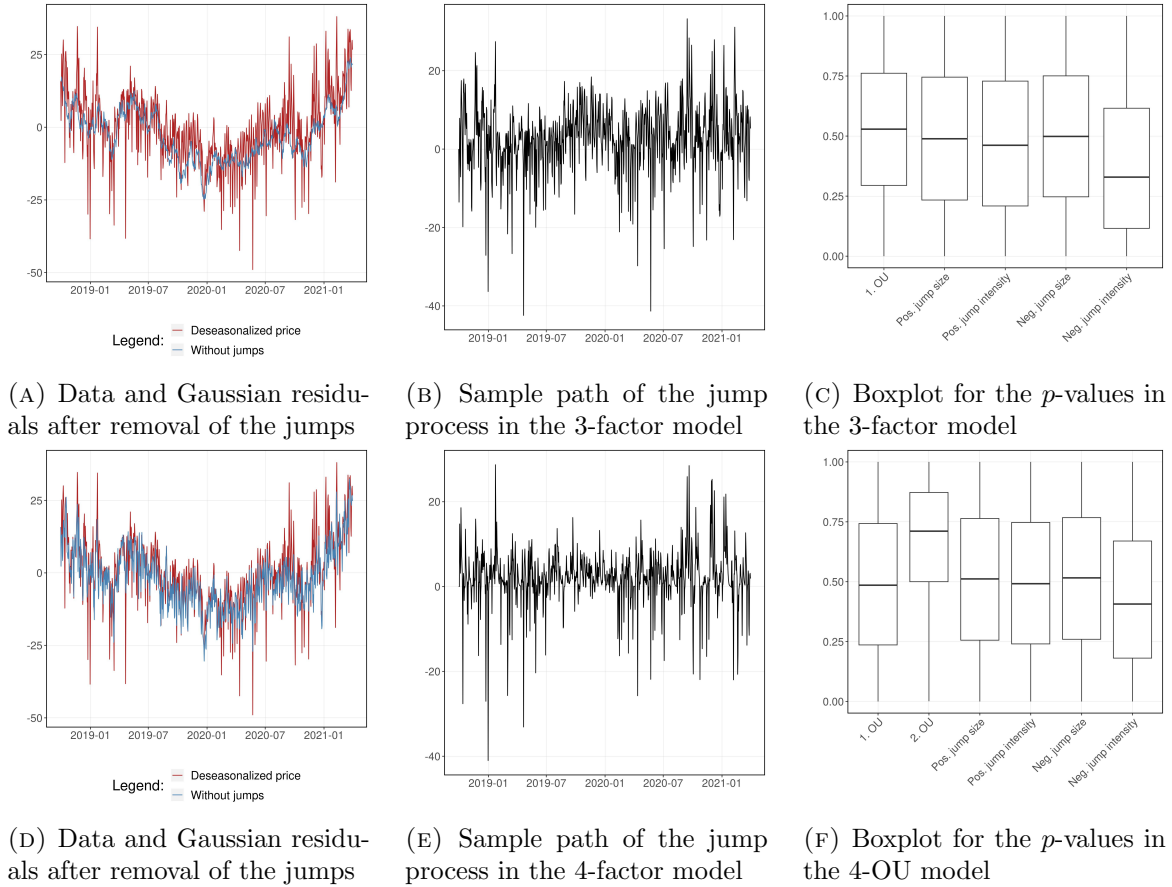 25
0
-25
-50
2019-01 2019-07 2020-01 2020-07 2021-01
Legend:
Deseasonalized price
Without jumps
20
0
-20
-40
2019-01 2019-07 2020-01 2020-07 2021-01
1.00
0.75
0.50
0.25
0.00
1. OU
Pos. jump size
Pos. jump intensity
Neg. jump size
Neg. jump intensity
(A) Data and Gaussian residu-
als after removal of the jumps
(B) Sample path of the jump
process in the 3-factor model
(C) Boxplot for the p-values in
the 3-factor model
25
0
-25
-50
2019-01 2019-07 2020-01 2020-07 2021-01
Legend:
Deseasonalized price
Without jumps
20
0
-20
-40
2019-01 2019-07 2020-01 2020-07 2021-01
1.00
0.75
0.50
0.25
0.00
1. OU
2. OU
Pos. jump size
Pos. jump intensity
Neg. jump size
Neg. jump intensity
(D) Data and Gaussian residu-
als after removal of the jumps
(E) Sample path of the jump
process in the 4-factor model
(F) Boxplot for the p-values in
the 4-OU model